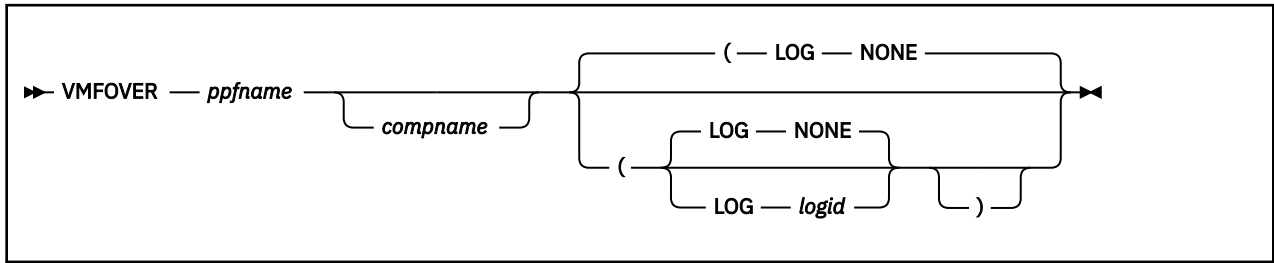 ( LOG NONE
VMFOVER ppfname
compname
LOG NONE
(
LOG logid
)